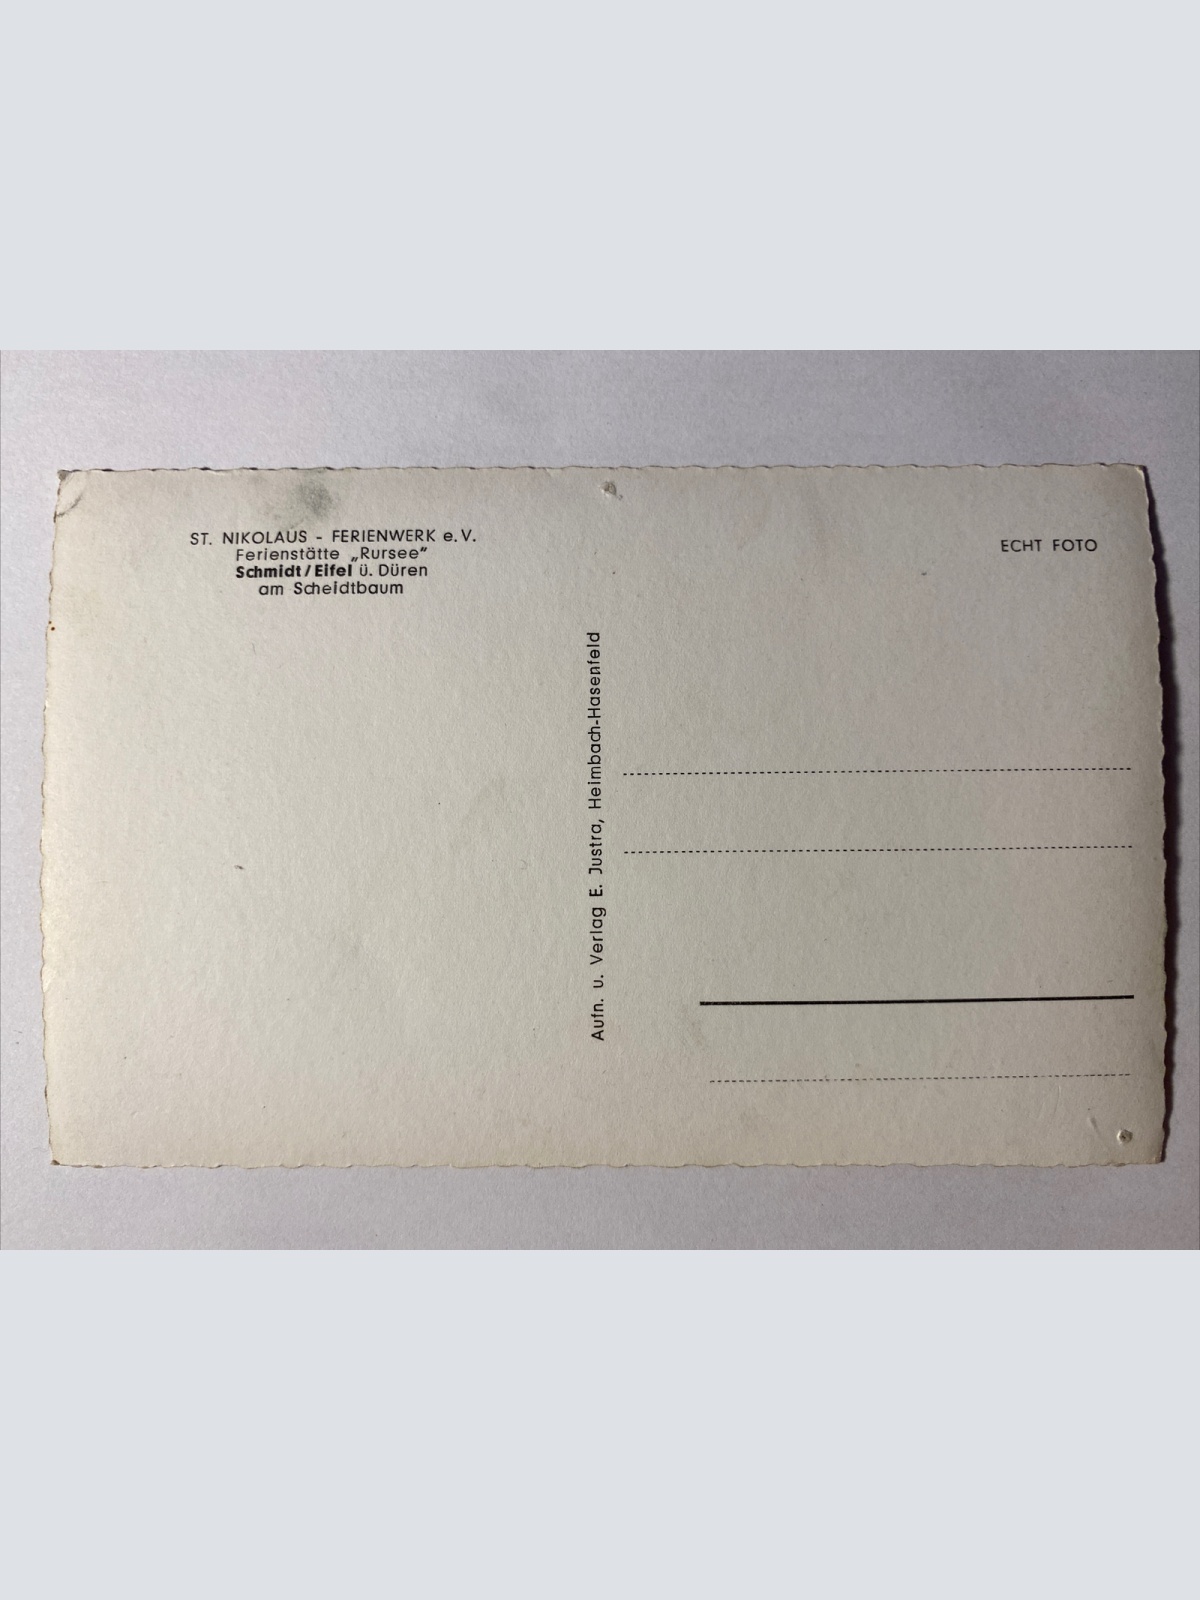 ST. NIKOLAUS - FERIENWERK e.V.
Ferienstätte „Rursee"
Schmidt/Eifel ü. Düren
am Scheidtbaum
ECHT FOTO
Aufn. u. Verlag E. Justra, Heimbach-Hasenfeld